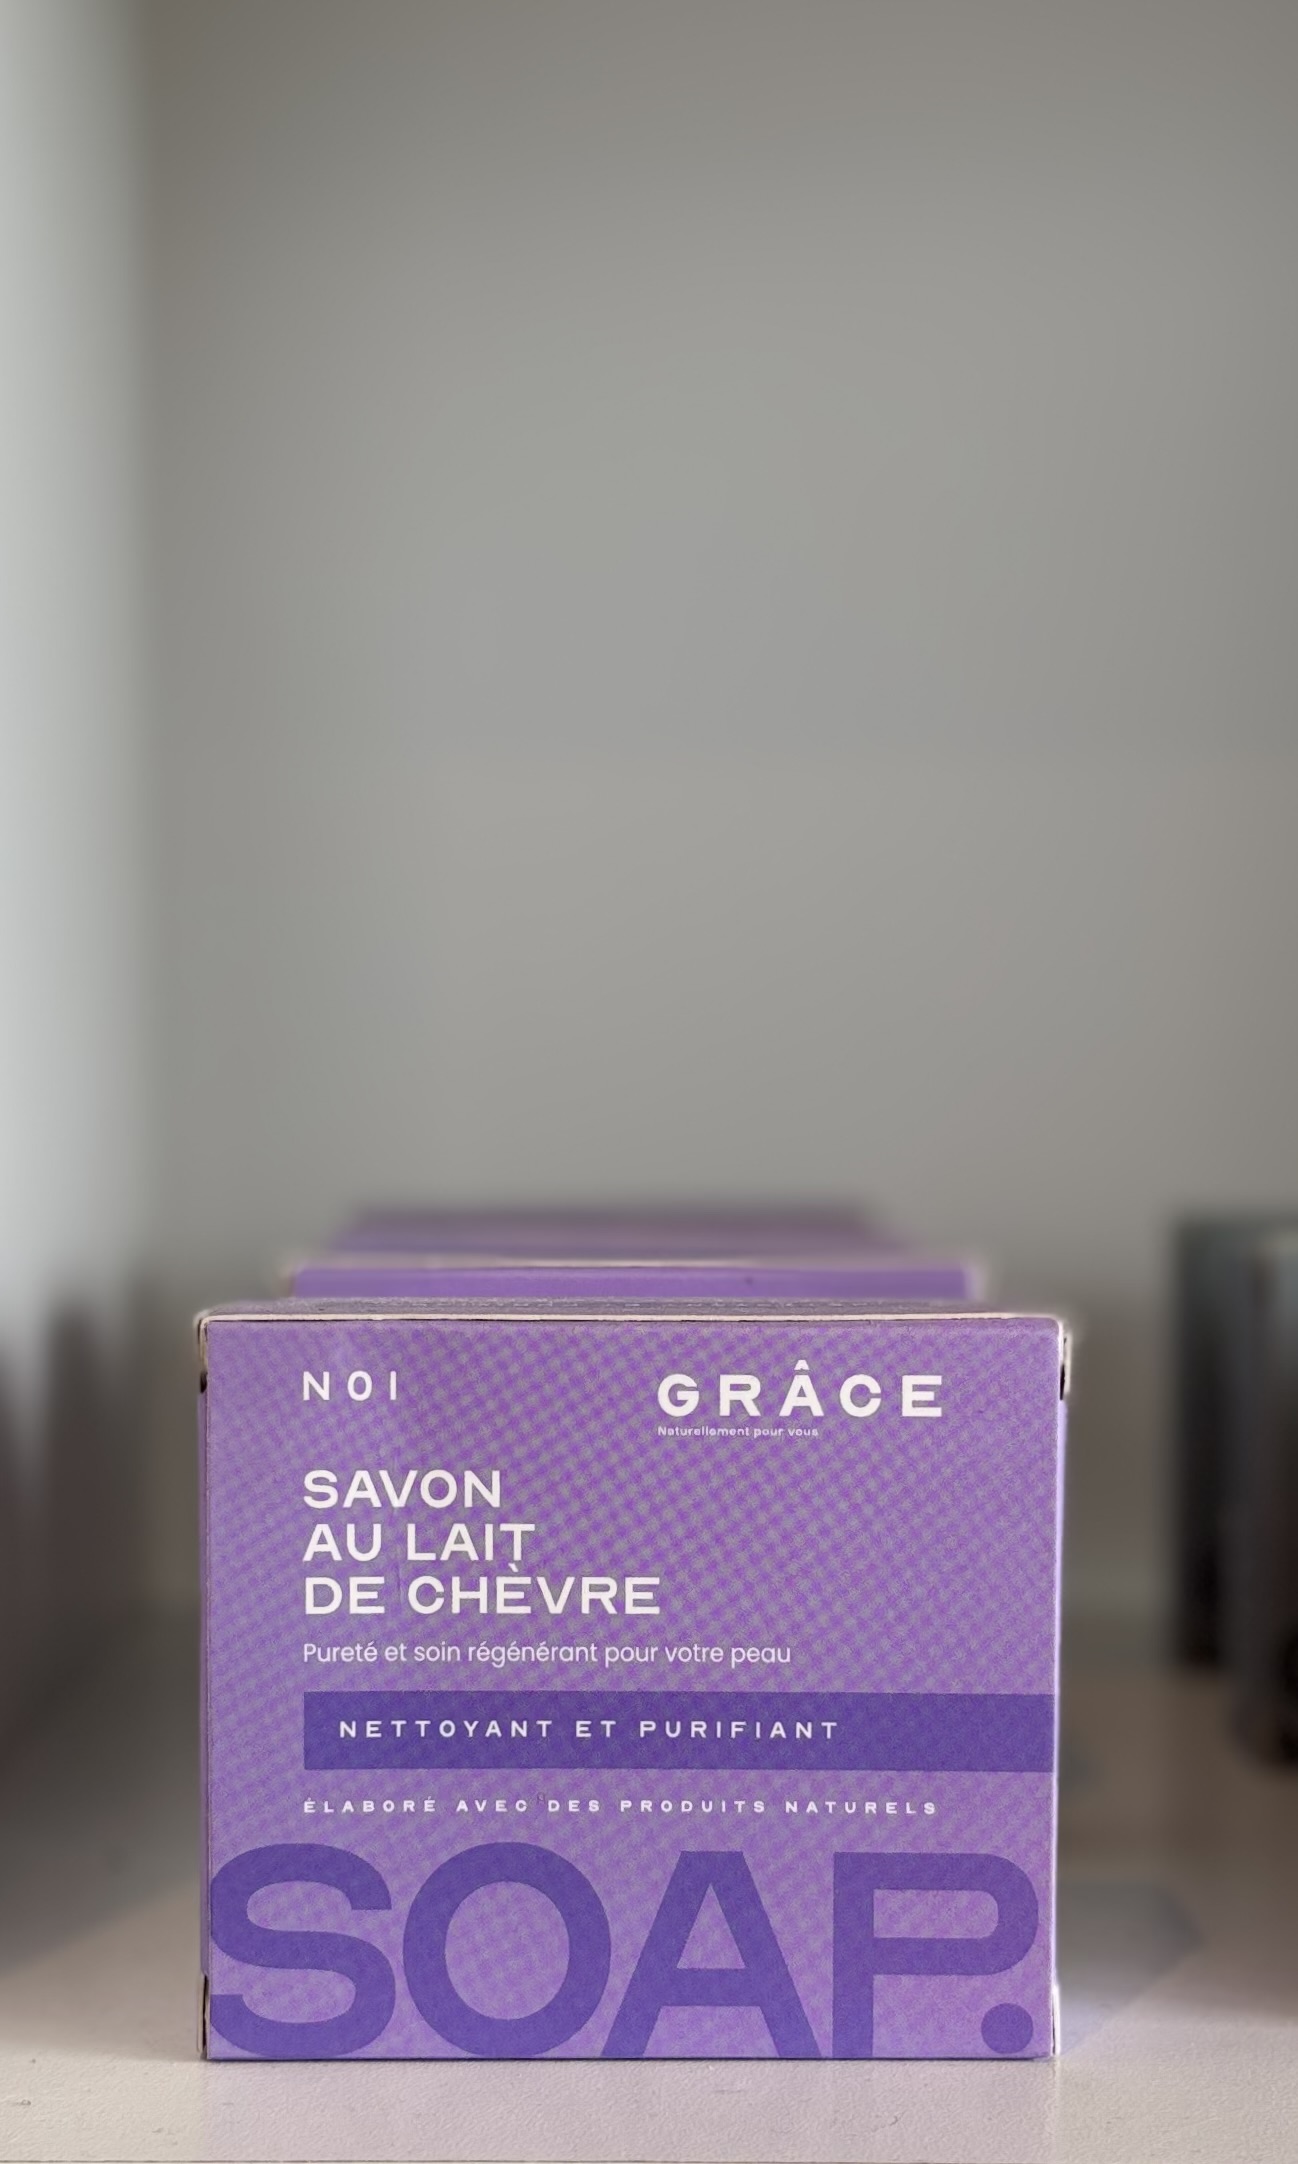 NOI
GRÂCE
Naturellement pour vous
SAVON
AU LAIT
DE CHÈVRE
Pureté et soin régénérant pour votre peau
NETTOYANT ET PURIFIANT
ÉLABORÉ AVEC DES PRODUITS NATURELS
SOAP.